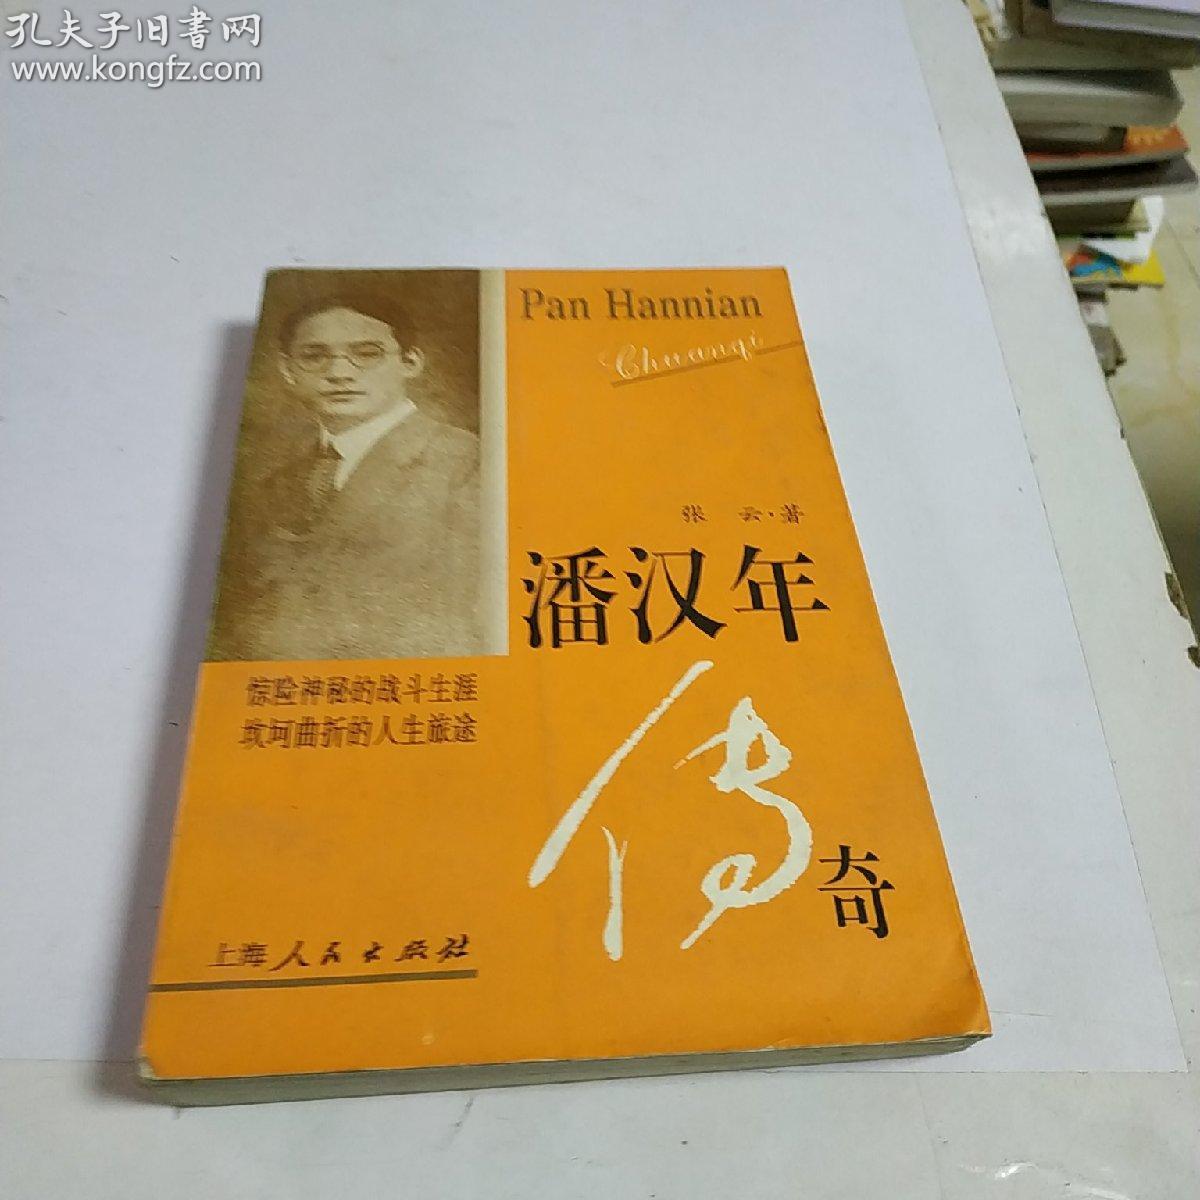 孔夫子旧書网
www.kongfz.com
Pan Hannian
Chuanqi
张 云·著
潘汉年
传奇
惊险神秘的战斗生涯
坎坷曲折的人生旅途
上海人民出版社